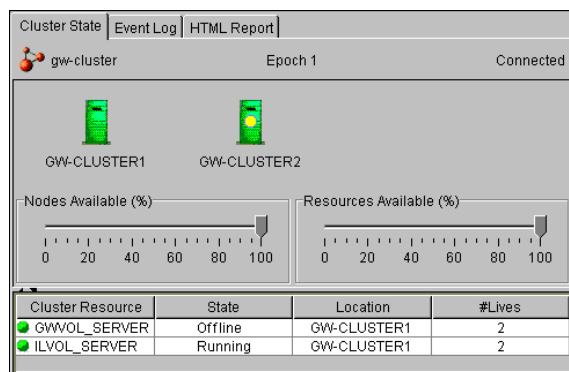 Cluster State Event Log HTML Report
gw-cluster Epoch 1 Connected
GW-CLUSTER1 GW-CLUSTER2
Nodes Available (%) Resources Available (%)
0 20 40 60 80 100 0 20 40 60 80 100
Cluster Resource State Location #Lives
GWVOL_SERVER Offline GW-CLUSTER1 2
ILVOL_SERVER Running GW-CLUSTER1 2